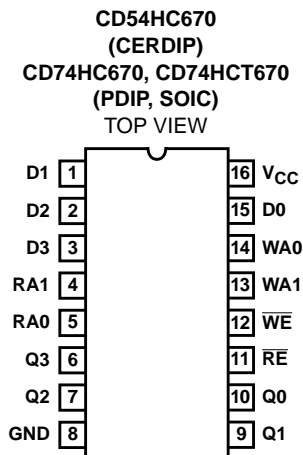 CD54HC670
(CERDIP)
CD74HC670, CD74HCT670
(PDIP, SOIC)
TOP VIEW
D1 1 16 VCC
D2 2 15 D0
D3 3 14 WA0
RA1 4 13 WA1
RA0 5 12 W̅E̅
Q3 6 11 R̅E̅
Q2 7 10 Q0
GND 8 9 Q1